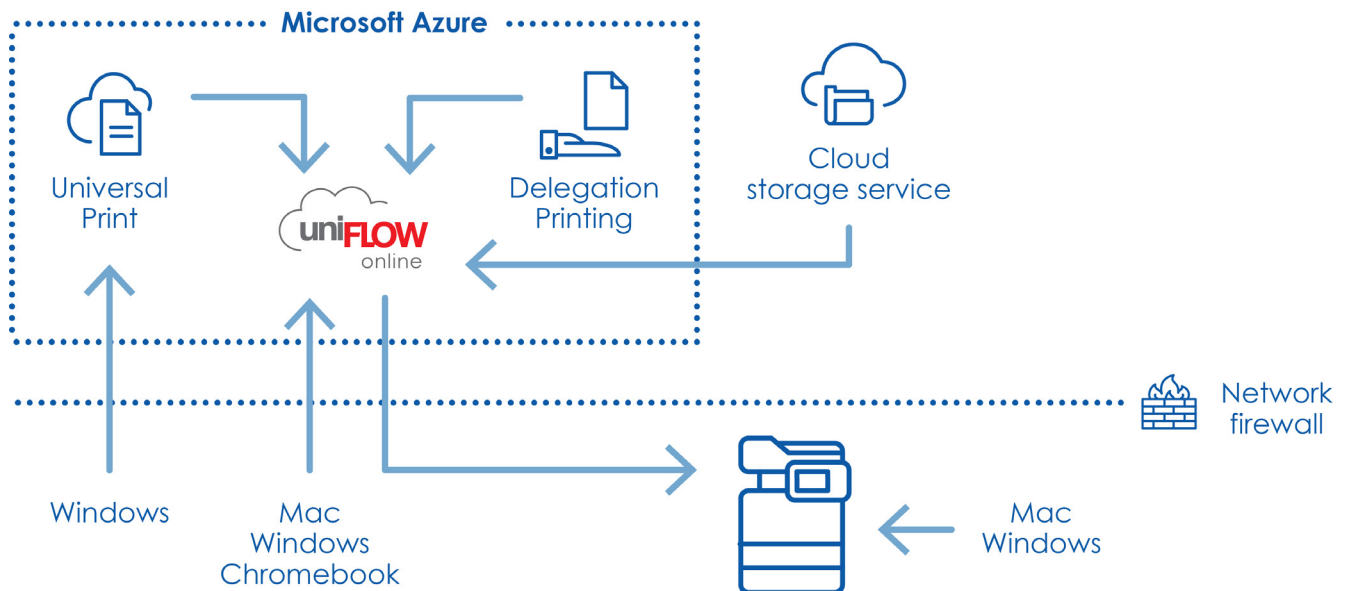 Microsoft Azure
Universal
Print
uniFLOW
online
Delegation
Printing
Cloud
storage service
Network
firewall
Windows
Mac
Windows
Chromebook
Mac
Windows